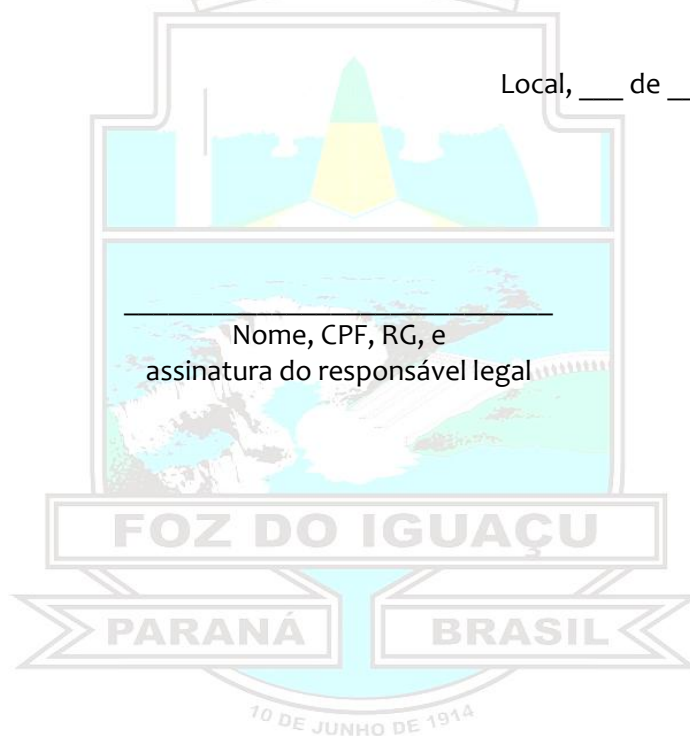 Local, ___ de __
______________________________
Nome, CPF, RG, e
assinatura do responsável legal
FOZ DO IGUAÇU
PARANÁ BRASIL
10 DE JUNHO DE 1914